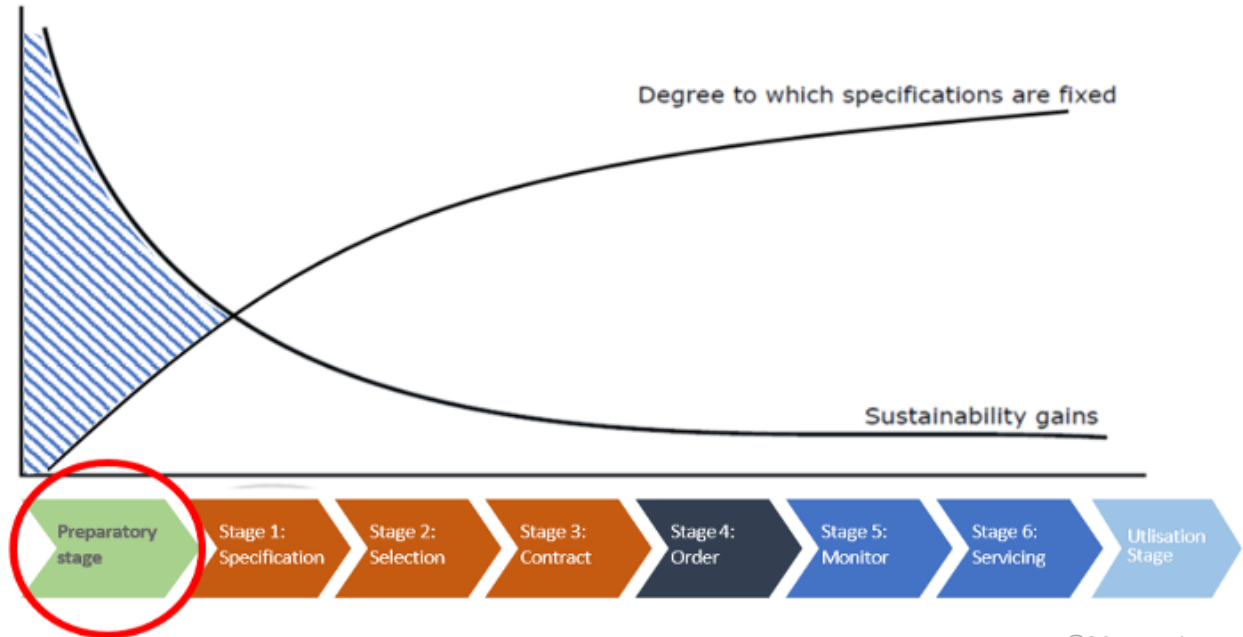 Degree to which specifications are fixed
Sustainability gains
Preparatory
stage
Stage 1:
Specification
Stage 2:
Selection
Stage 3:
Contract
Stage 4:
Order
Stage 5:
Monitor
Stage 6:
Servicing
Utlisation
Stage